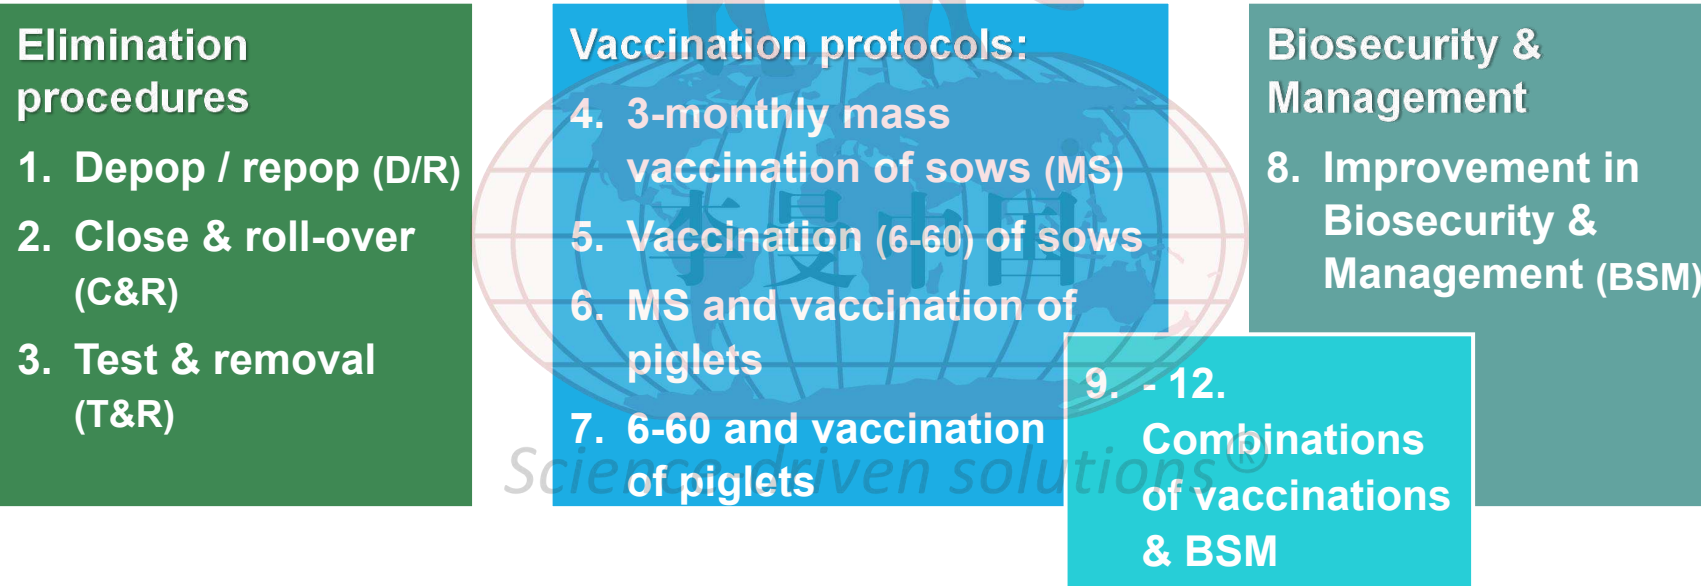 Elimination
procedures
1. Depop / repop (D/R)
2. Close & roll-over
(C&R)
3. Test & removal
(T&R)
Vaccination protocols:
4. 3-monthly mass
vaccination of sows (MS)
5. Vaccination (6-60) of sows
6. MS and vaccination of
piglets
7. 6-60 and vaccination
of piglets
Biosecurity &
Management
8. Improvement in
Biosecurity &
Management (BSM)
9. - 12.
Combinations
of vaccinations
& BSM
李曼中国
Science driven solutions®